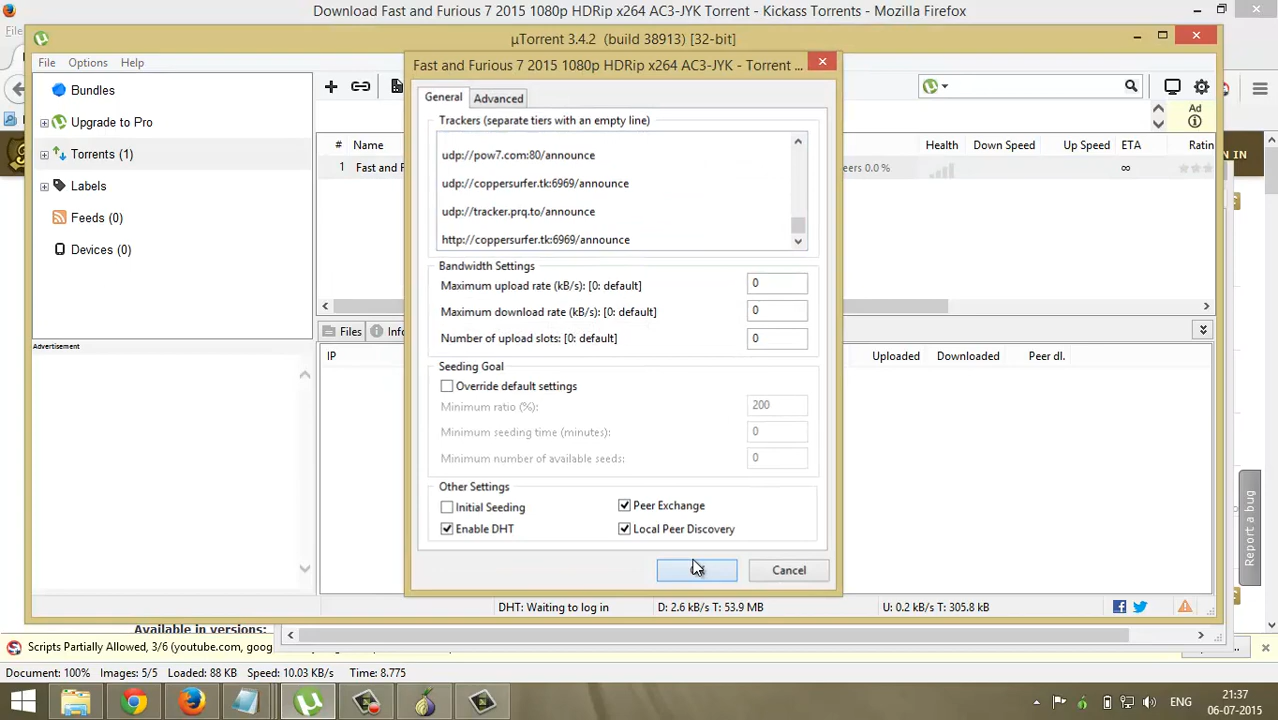 Download Fast and Furious 7 2015 1080p HDRip x264 AC3-JYK Torrent - Kickass Torrents - Mozilla Firefox
µTorrent 3.4.2 (build 38913) [32-bit]
File Options Help
Fast and Furious 7 2015 1080p HDRip x264 AC3-JYK - Torrent ...
General Advanced
Bundles
Upgrade to Pro
Torrents (1)
Labels
Feeds (0)
Devices (0)
Advertisement
Ad
# Name Health Down Speed Up Speed ETA Ratin
1 Fast and F eers 0.0 % ∞
IN
Trackers (separate tiers with an empty line)
udp://pow7.com:80/announce
udp://coppersurfer.tk:6969/announce
udp://tracker.prq.to/announce
http://coppersurfer.tk:6969/announce
Bandwidth Settings
Maximum upload rate (kB/s): [0: default] 0
Maximum download rate (kB/s): [0: default] 0
Number of upload slots: [0: default] 0
Files Info
IP Uploaded Downloaded Peer dl.
Seeding Goal
Override default settings
Minimum ratio (%): 200
Minimum seeding time (minutes): 0
Minimum number of available seeds: 0
Other Settings
Initial Seeding Peer Exchange
Enable DHT Local Peer Discovery
Cancel
Report a bug
DHT: Waiting to log in D: 2.6 kB/s T: 53.9 MB U: 0.2 kB/s T: 305.8 kB
Available in versions:
Scripts Partially Allowed, 3/6 (youtube.com, goog
Document: 100% Images: 5/5 Loaded: 88 KB Speed: 10.03 KB/s Time: 8.775
ENG
21:37
06-07-2015